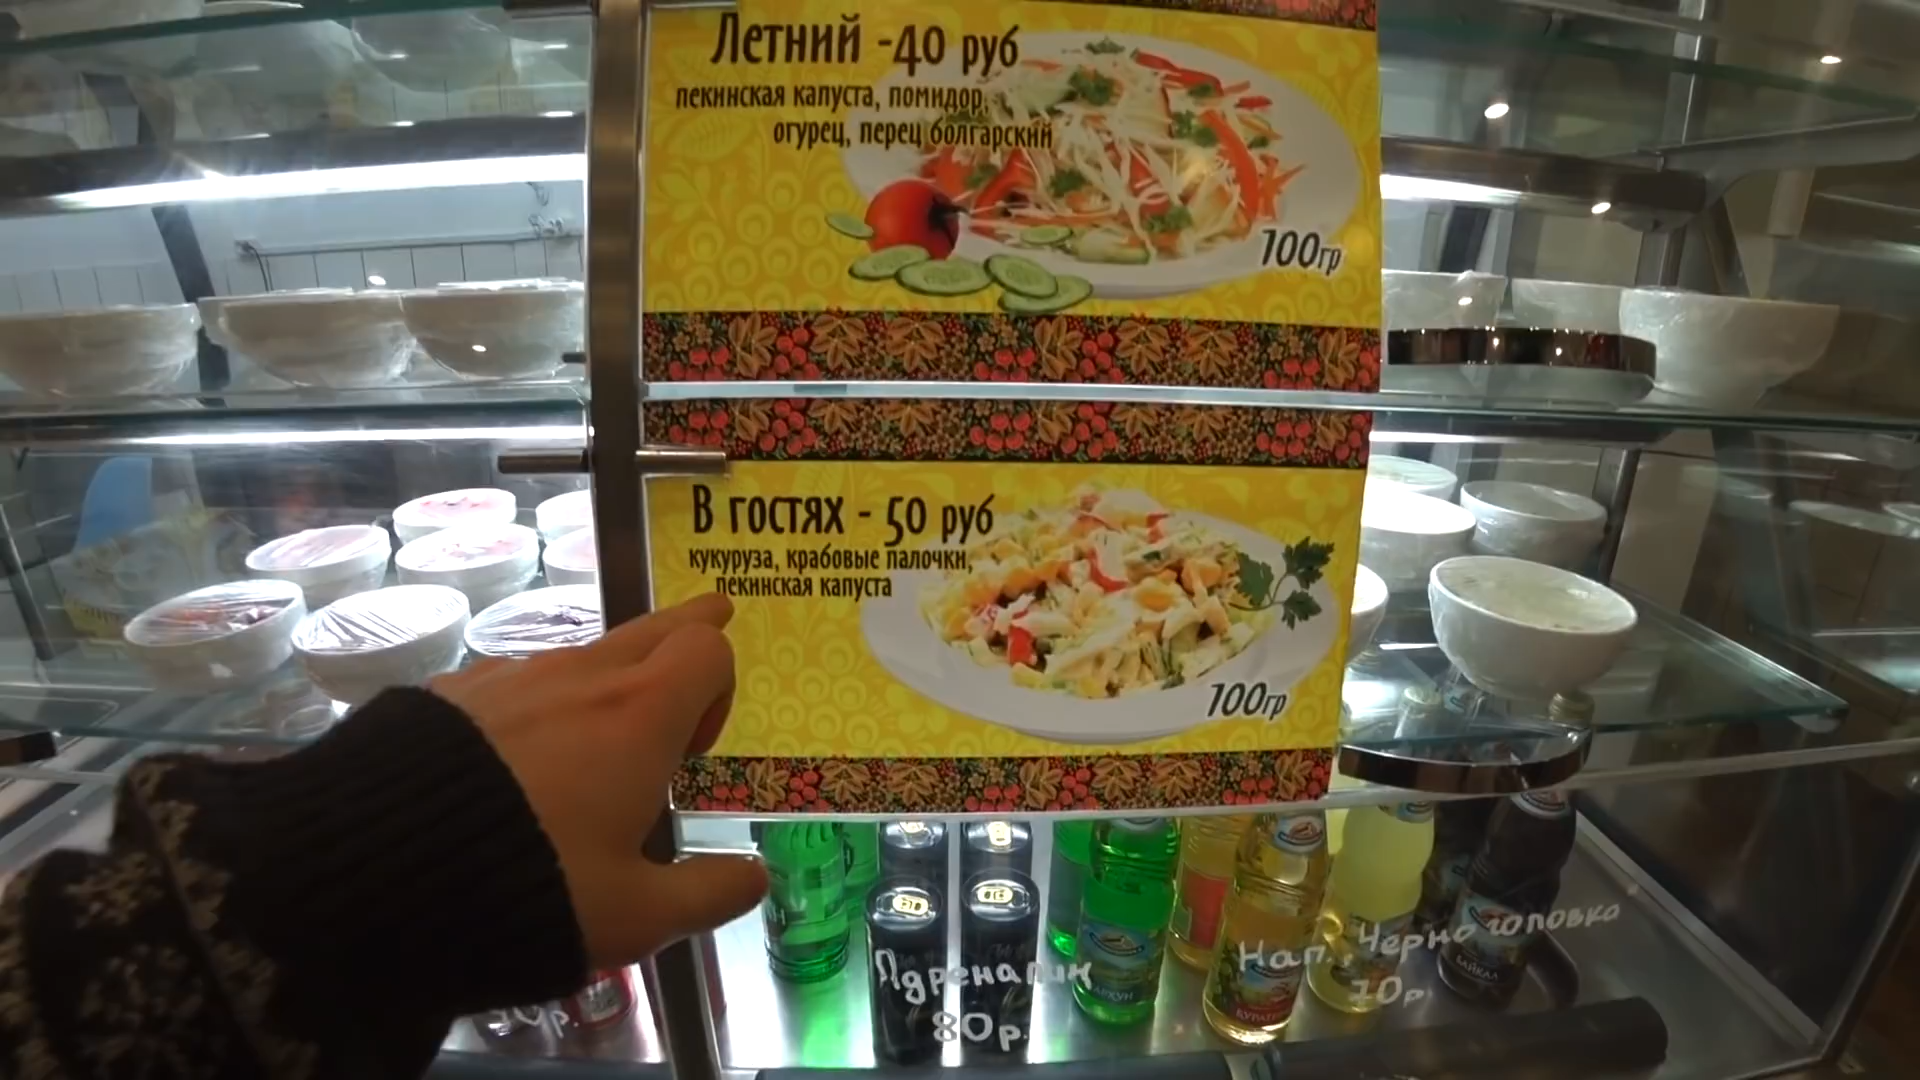 Летний -40 руб
пекинская капуста, помидор,
огурец, перец болгарский
100гр
В гостях - 50 руб
кукуруза, крабовые палочки,
пекинская капуста
100гр
Адреналин
80р.
Нап. Черноголовка
70р.
БАЙКАЛ